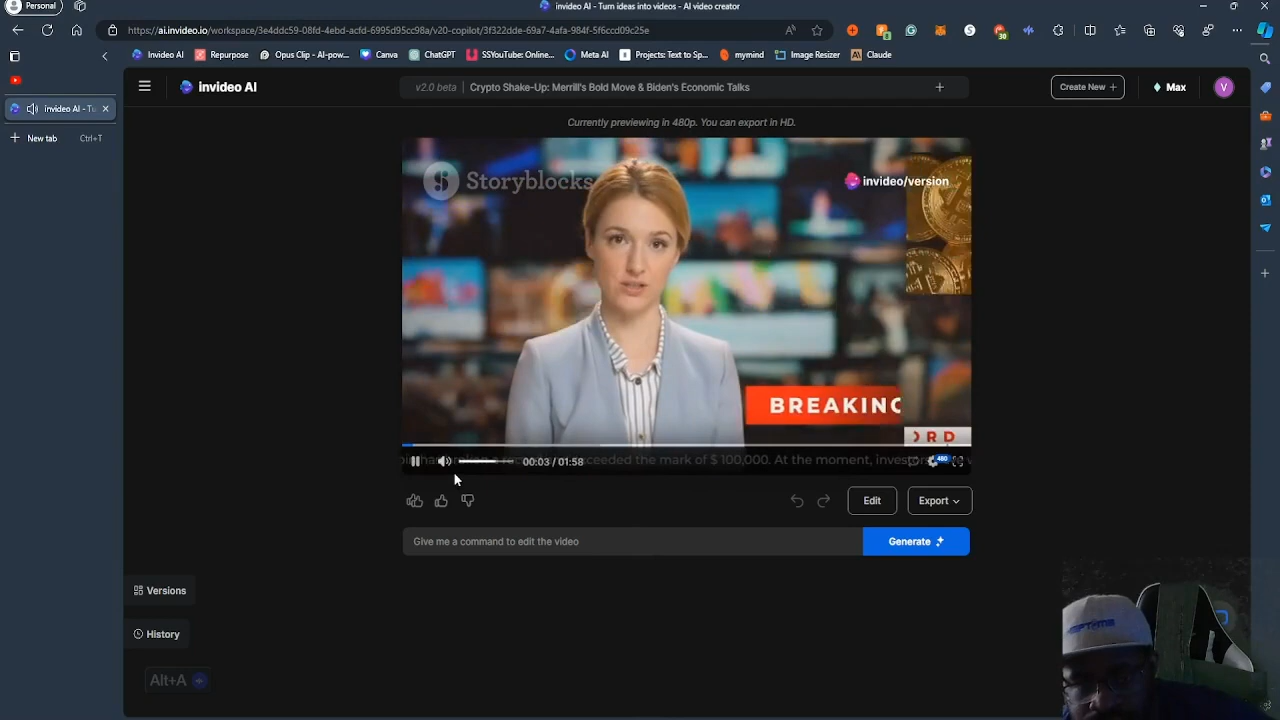 Personal
invideo AI - Turn ideas into videos - AI video creator
https://ai.invideo.io/workspace/3e4ddc59-08fd-4ebd-acfd-6995d95cc98a/v20-copilot/3f322dde-69a7-4afa-984f-5f6ccd09c25e
Invideo AI
Repurpose
Opus Clip - AI-pow...
Canva
ChatGPT
SSYouTube: Online...
Meta AI
Projects: Text to Sp...
mymind
Image Resizer
Claude
invideo AI - Tu
New tab
Ctrl+T
invideo AI
v2.0 beta
Crypto Shake-Up: Merrill's Bold Move & Biden's Economic Talks
Create New +
Max
V
Currently previewing in 480p. You can export in HD.
Storyblocks
invideo/version
BREAKING
ORD
00:03 / 01:58
ceeded the mark of $ 100,000. At the moment, investor
480
Edit
Export
Give me a command to edit the video
Generate
Versions
History
Alt+A